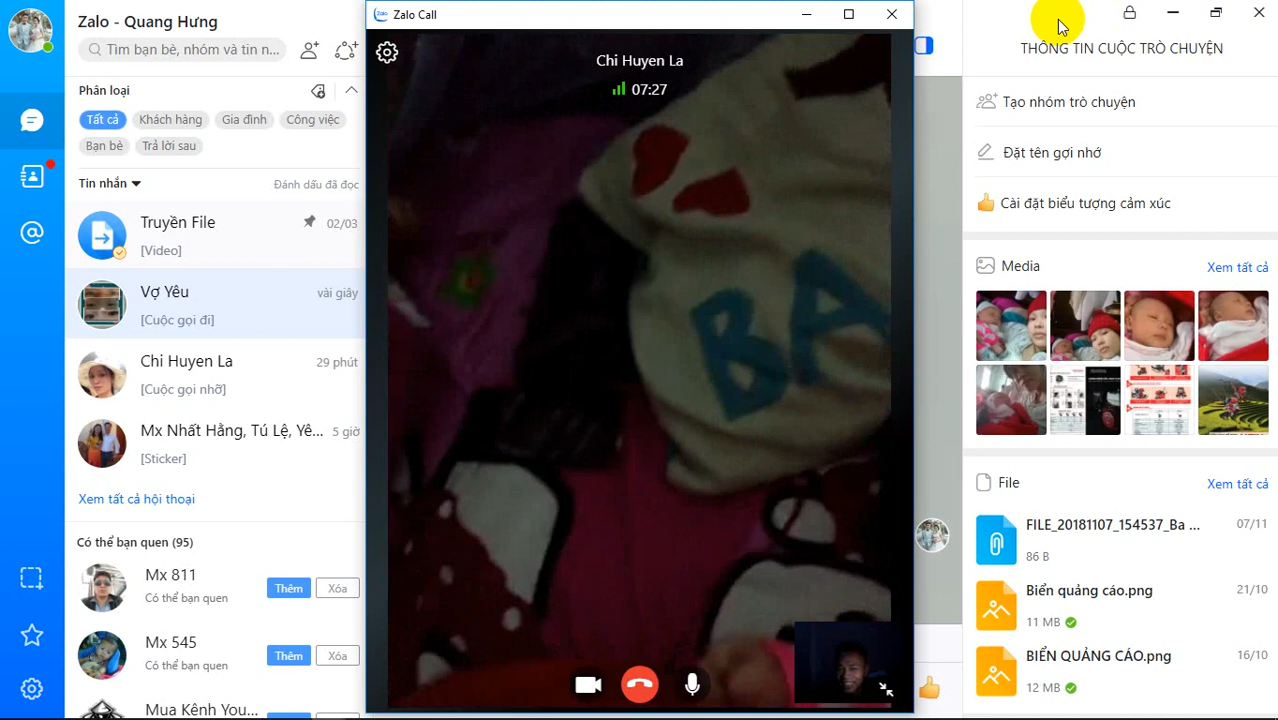 Zalo - Quang Hưng
Tìm bạn bè, nhóm và tin n...
Phân loại
Tất cả
Khách hàng
Gia đình
Công việc
Bạn bè
Trả lời sau
Tin nhắn
Đánh dấu đã đọc
Truyền File
02/03
[Video]
Vợ Yêu
vài giây
[Cuộc gọi đi]
Chi Huyen La
29 phút
[Cuộc gọi nhỡ]
Mx Nhất Hằng, Tú Lệ, Yê...
5 giờ
[Sticker]
Xem tất cả hội thoại
Có thể bạn quen (95)
Mx 811
Có thể bạn quen
Thêm
Xóa
Mx 545
Có thể bạn quen
Thêm
Xóa
Mua Kênh You...
Zalo Call
Chi Huyen La
07:27
BA
THÔNG TIN CUỘC TRÒ CHUYỆN
Tạo nhóm trò chuyện
Đặt tên gợi nhớ
Cài đặt biểu tượng cảm xúc
Media
Xem tất cả
File
Xem tất cả
FILE_20181107_154537_Ba ...
07/11
86 B
Biển quảng cáo.png
21/10
11 MB
BIỂN QUẢNG CÁO.png
16/10
12 MB